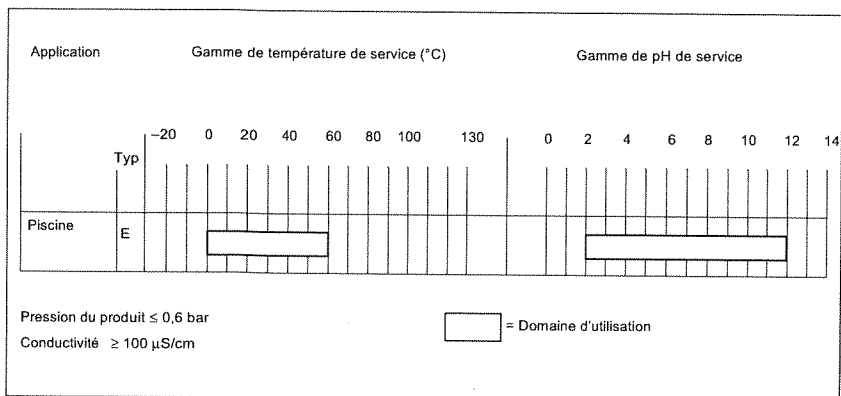 Application Gamme de température de service (°C) Gamme de pH de service
Typ –20 0 20 40 60 80 100 130 0 2 4 6 8 10 12 14
Piscine E
Pression du produit ≤ 0,6 bar
= Domaine d'utilisation
Conductivité ≥ 100 µS/cm